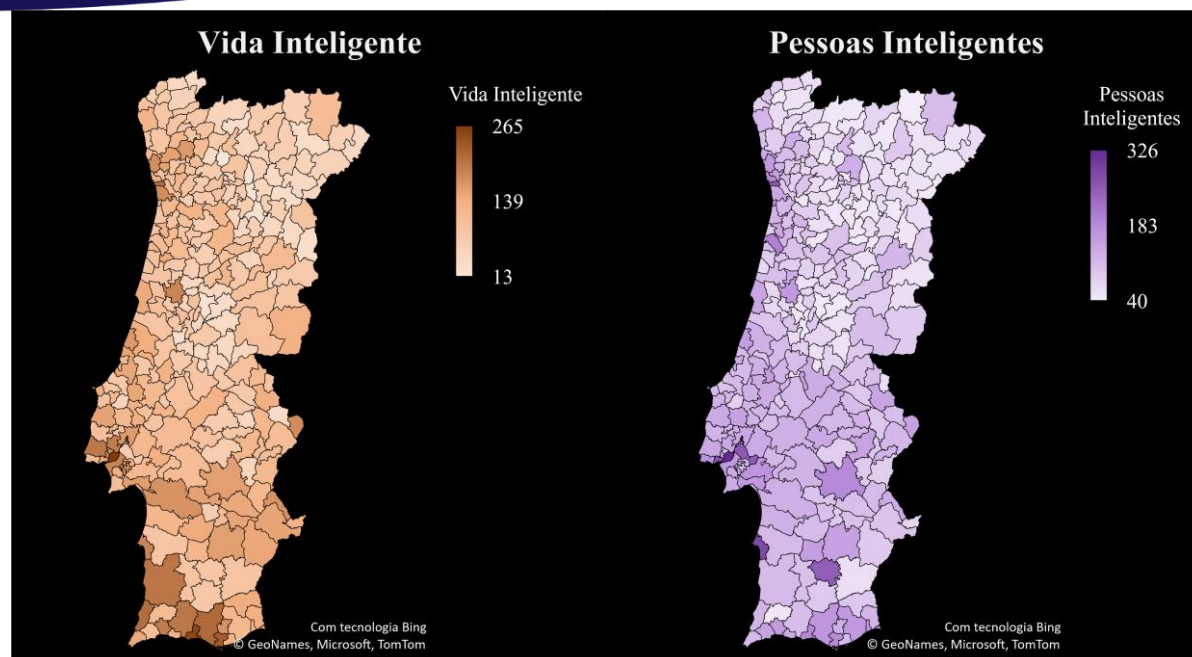 Vida Inteligente
Vida Inteligente
265
139
13
Com tecnologia Bing
© GeoNames, Microsoft, TomTom
Pessoas Inteligentes
Pessoas
Inteligentes
326
183
40
Com tecnologia Bing
© GeoNames, Microsoft, TomTom